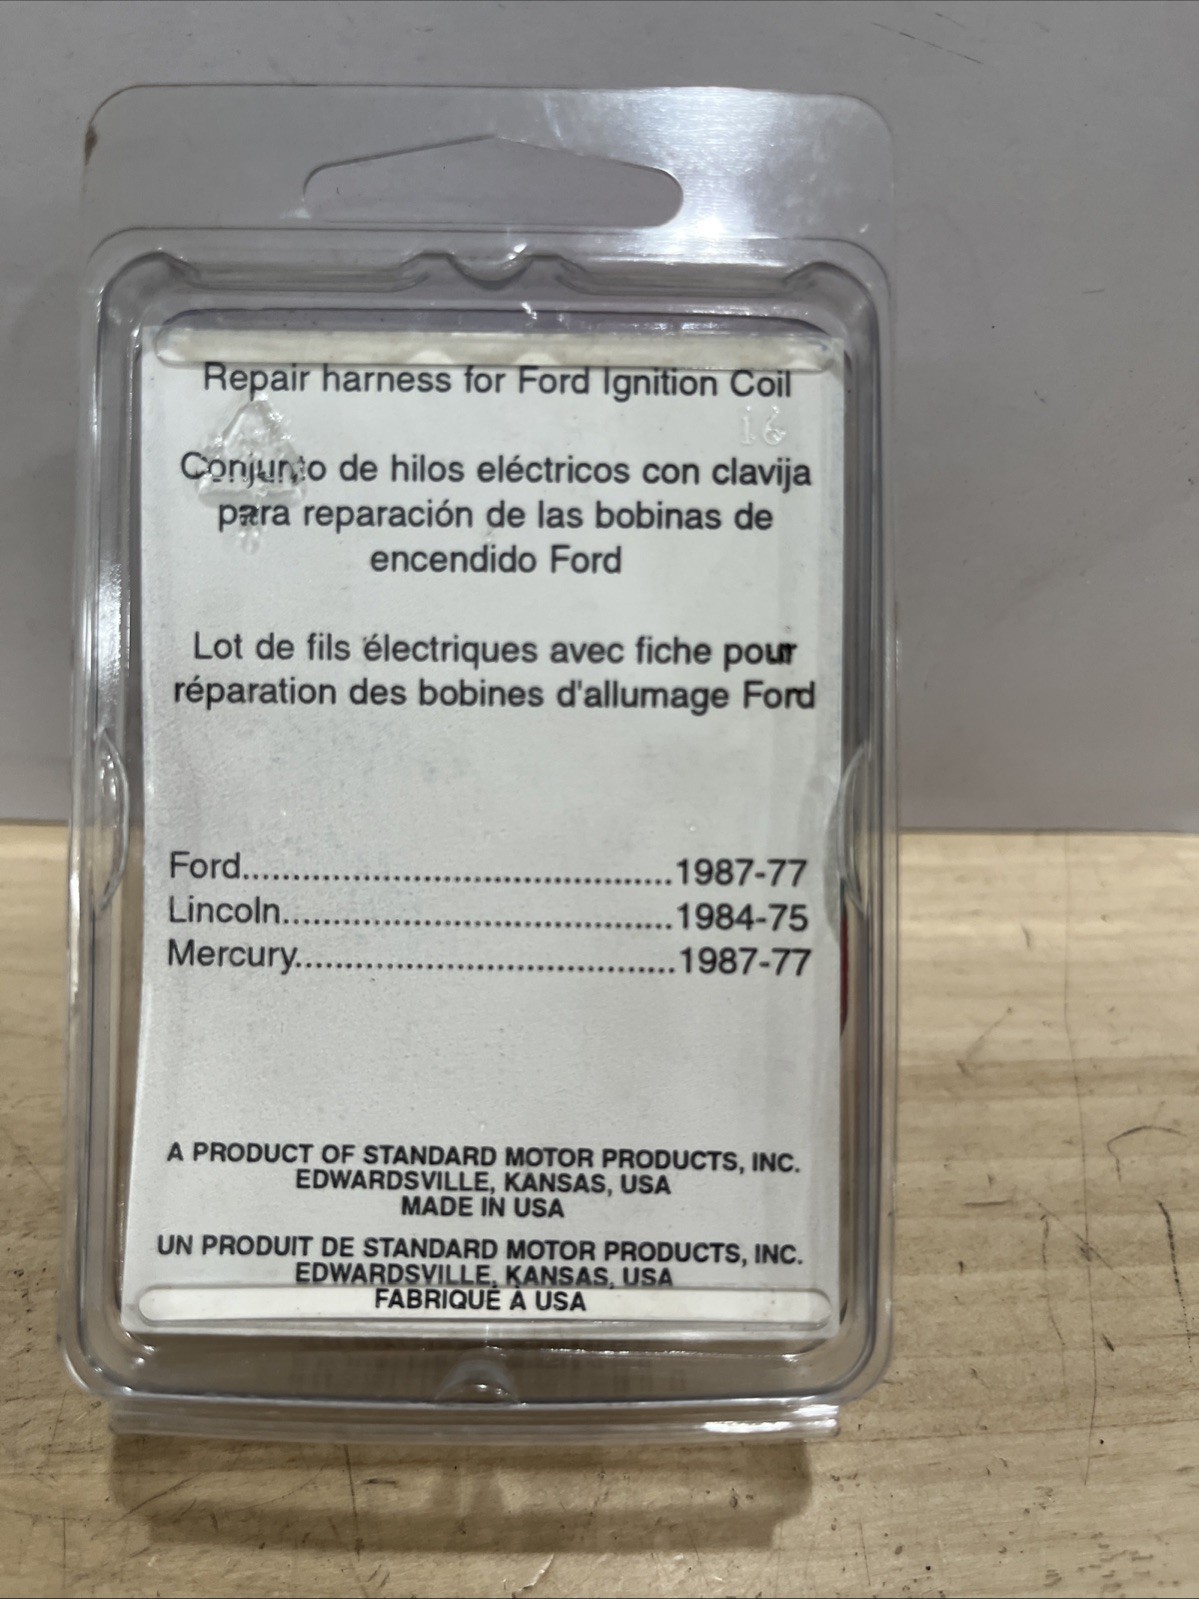 Repair harness for Ford Ignition Coil
16
Conjunto de hilos eléctricos con clavija
para reparación de las bobinas de
encendido Ford
Lot de fils électriques avec fiche pour
réparation des bobines d'allumage Ford
Ford..........................................1987-77
Lincoln......................................1984-75
Mercury.....................................1987-77
A PRODUCT OF STANDARD MOTOR PRODUCTS, INC.
EDWARDSVILLE, KANSAS, USA
MADE IN USA
UN PRODUIT DE STANDARD MOTOR PRODUCTS, INC.
EDWARDSVILLE, KANSAS, USA
FABRIQUÉ À USA